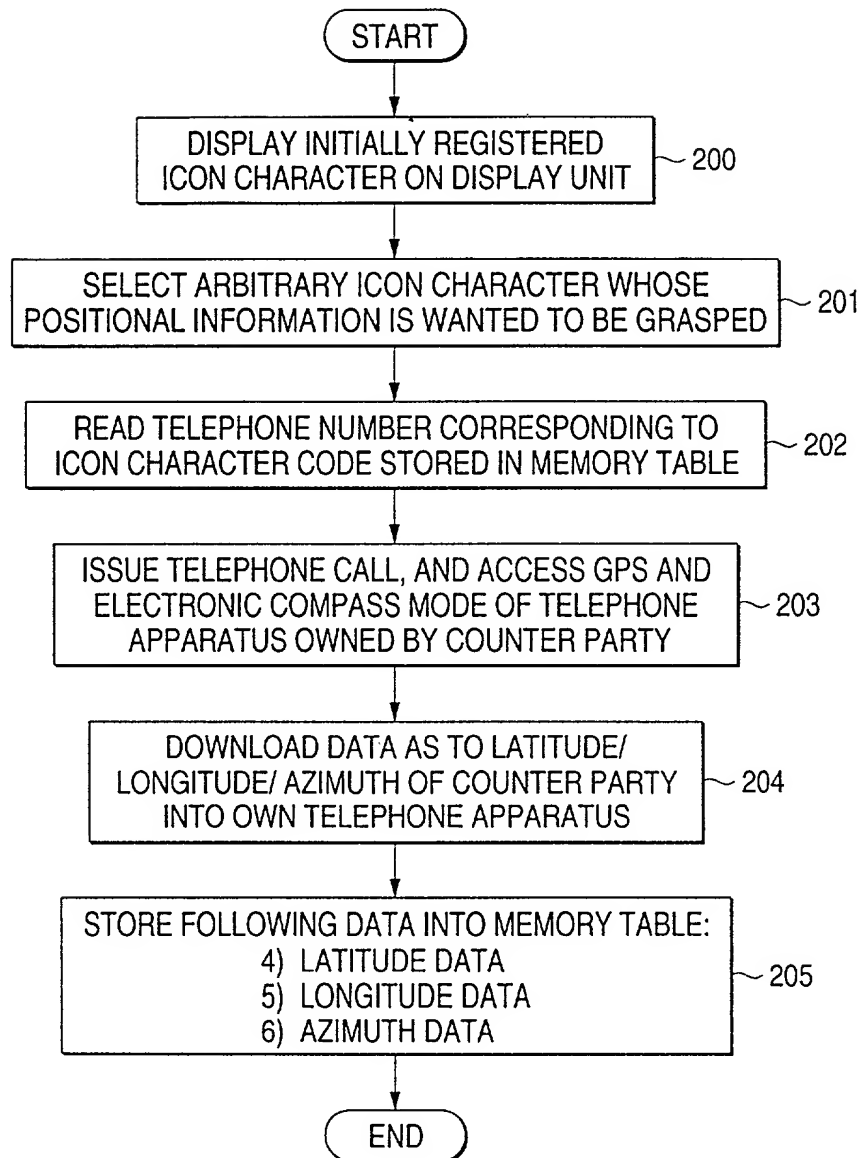 START
DISPLAY INITIALLY REGISTERED
ICON CHARACTER ON DISPLAY UNIT
200
SELECT ARBITRARY ICON CHARACTER WHOSE
POSITIONAL INFORMATION IS WANTED TO BE GRASPED
201
READ TELEPHONE NUMBER CORRESPONDING TO
ICON CHARACTER CODE STORED IN MEMORY TABLE
202
ISSUE TELEPHONE CALL, AND ACCESS GPS AND
ELECTRONIC COMPASS MODE OF TELEPHONE
APPARATUS OWNED BY COUNTER PARTY
203
DOWNLOAD DATA AS TO LATITUDE/
LONGITUDE/ AZIMUTH OF COUNTER PARTY
INTO OWN TELEPHONE APPARATUS
204
STORE FOLLOWING DATA INTO MEMORY TABLE:
4) LATITUDE DATA
5) LONGITUDE DATA
6) AZIMUTH DATA
205
END